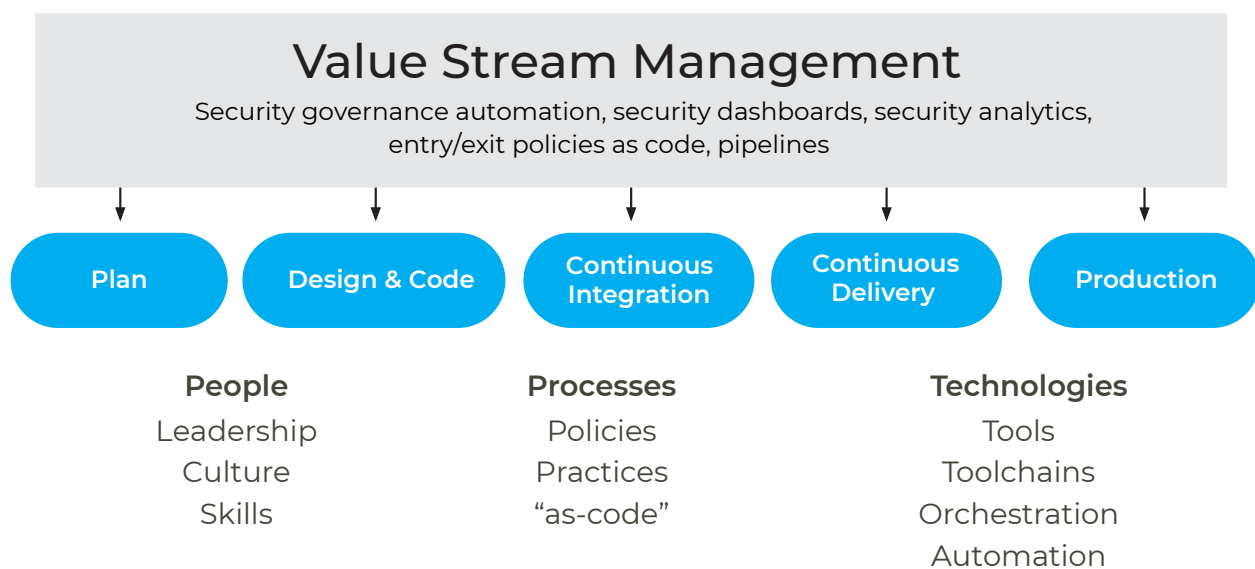 Value Stream Management
Security governance automation, security dashboards, security analytics,
entry/exit policies as code, pipelines
Plan
Design & Code
Continuous
Integration
Continuous
Delivery
Production
People
Leadership
Culture
Skills
Processes
Policies
Practices
“as-code”
Technologies
Tools
Toolchains
Orchestration
Automation